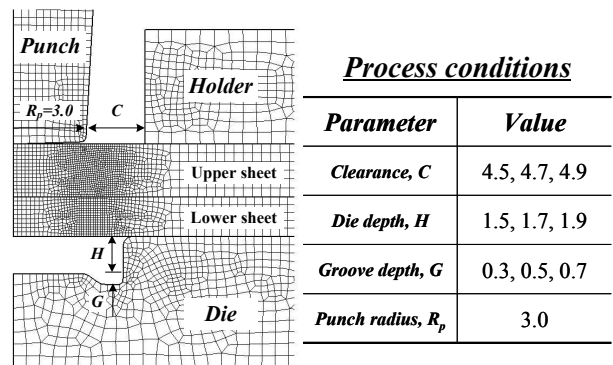 Punch
Holder
Rp=3.0
C
Upper sheet
Lower sheet
H
G
Die
Process conditions
Parameter Value
Clearance, C 4.5, 4.7, 4.9
Die depth, H 1.5, 1.7, 1.9
Groove depth, G 0.3, 0.5, 0.7
Punch radius, Rp 3.0